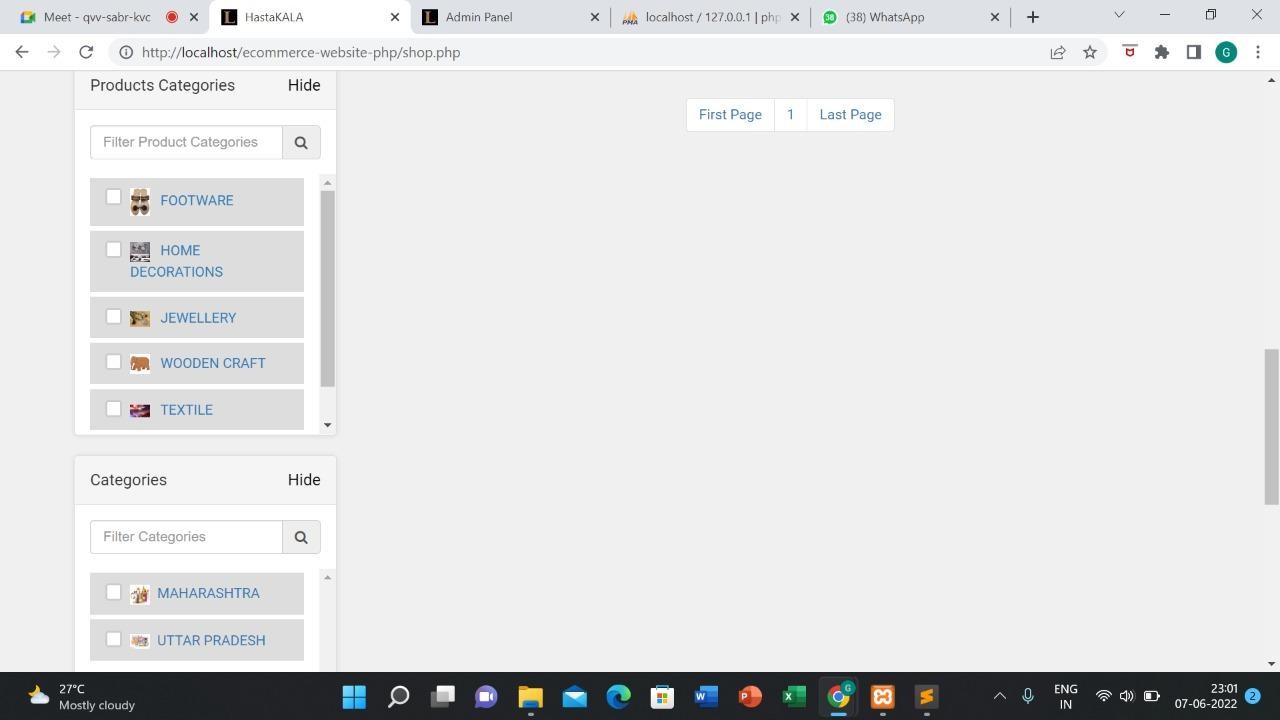 Meet - qvv-sabr-kvc
HastaKALA
Admin Panel
localhost / 127.0.0.1 | php
(38) WhatsApp
http://localhost/ecommerce-website-php/shop.php
G
Products Categories Hide
First Page 1 Last Page
Filter Product Categories
FOOTWARE
HOME
DECORATIONS
JEWELLERY
WOODEN CRAFT
TEXTILE
Categories Hide
Filter Categories
MAHARASHTRA
UTTAR PRADESH
27°C
Mostly cloudy
ENG
IN
23:01
07-06-2022
2